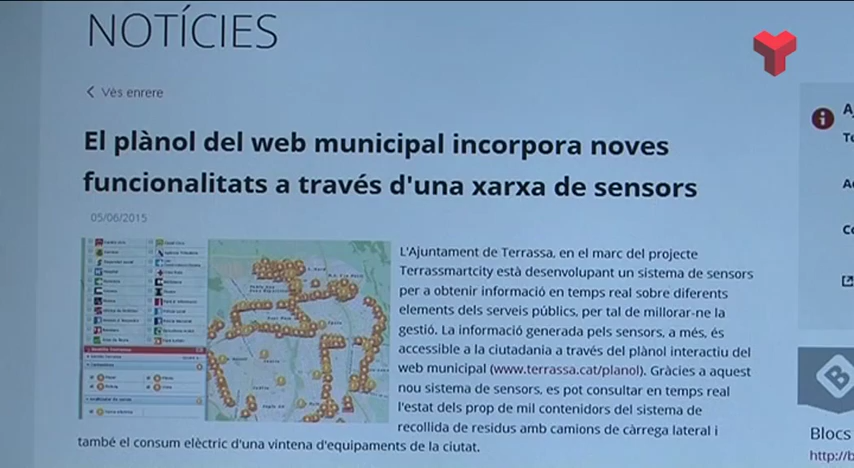 NOTÍCIES
Vés enrere
El plànol del web municipal incorpora noves
funcionalitats a través d'una xarxa de sensors
05/06/2015
L'Ajuntament de Terrassa, en el marc del projecte
Terrassmartcity està desenvolupant un sistema de sensors
per a obtenir informació en temps real sobre diferents
elements dels serveis públics, per tal de millorar-ne la
gestió. La informació generada pels sensors, a més, és
accessible a la ciutadania a través del plànol interactiu del
web municipal (www.terrassa.cat/planol). Gràcies a aquest
nou sistema de sensors, es pot consultar en temps real
l'estat dels prop de mil contenidors del sistema de
recollida de residus amb camions de càrrega lateral i
també el consum elèctric d'una vintena d'equipaments de la ciutat.
Blocs
http://b